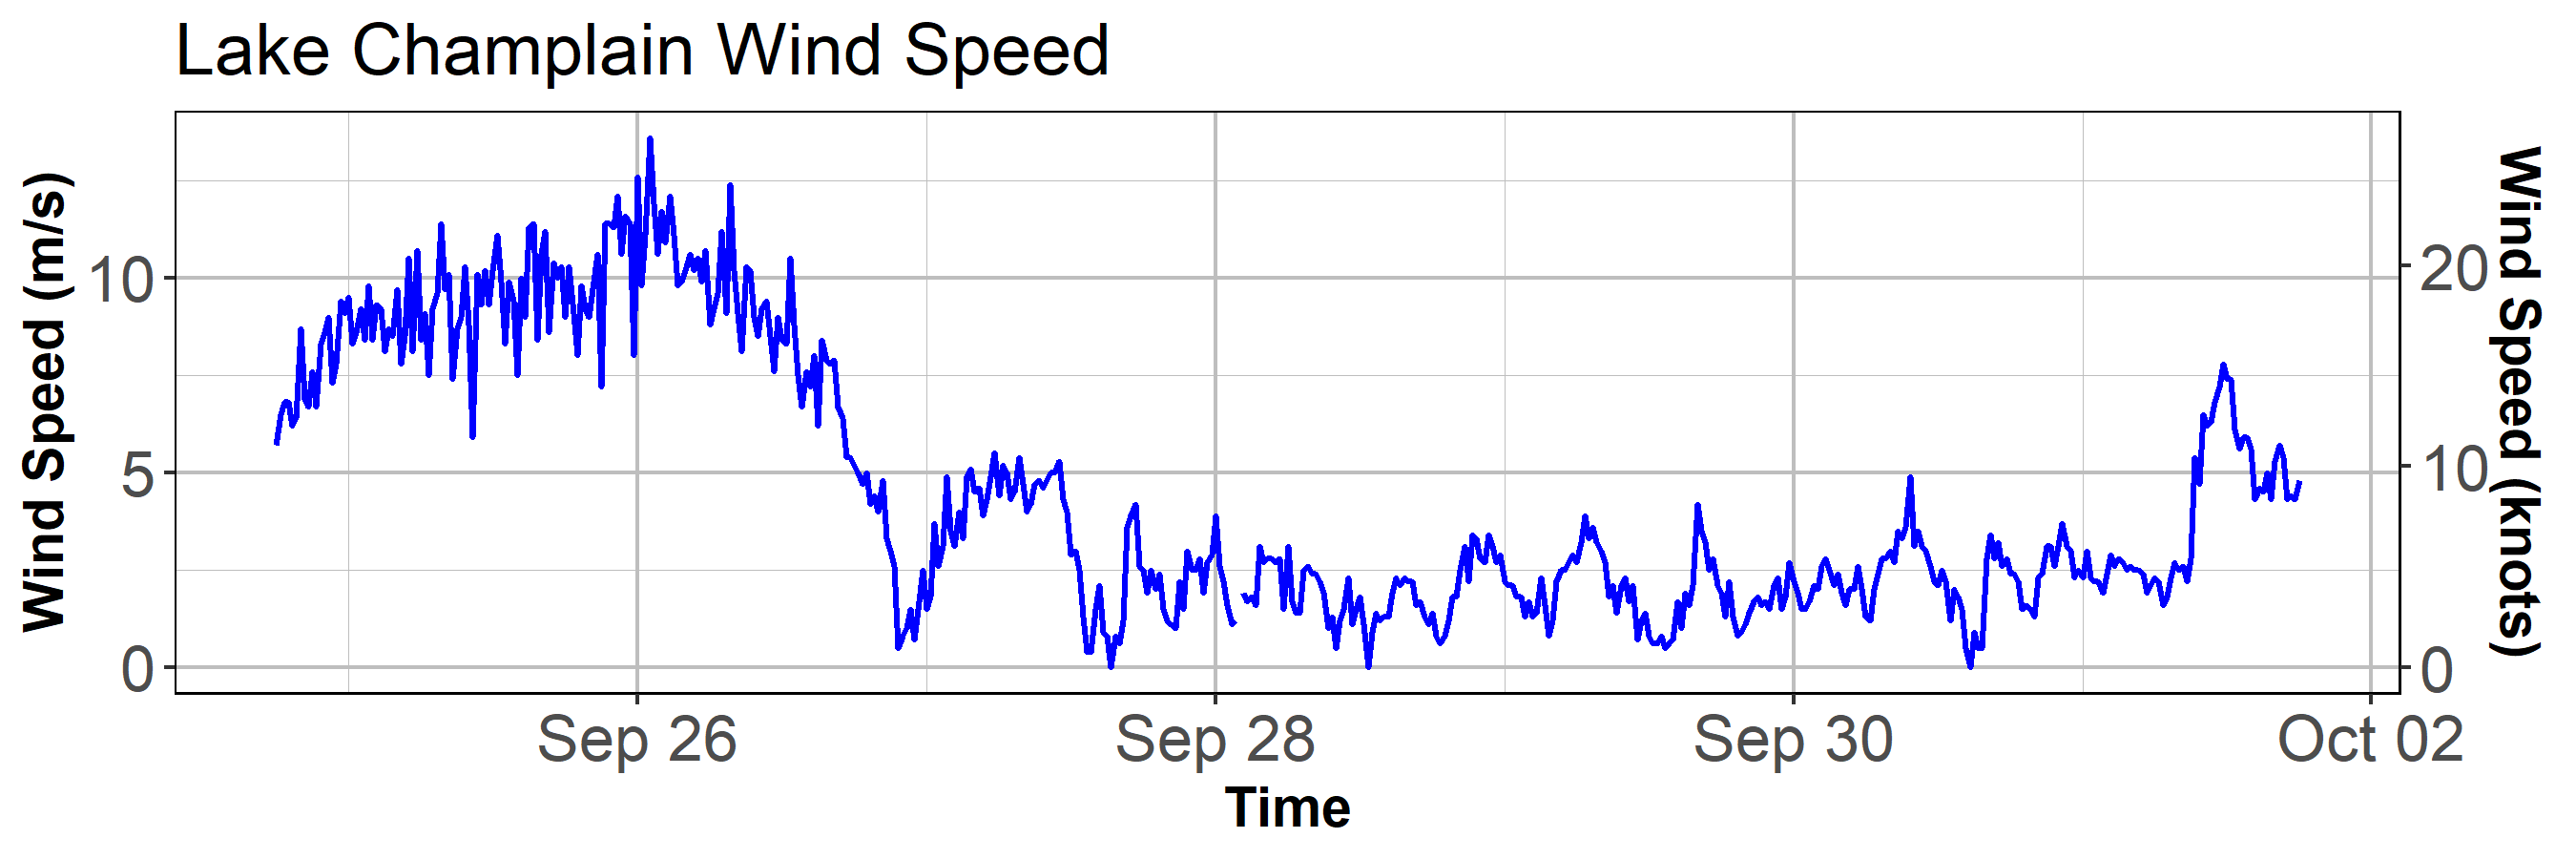 Lake Champlain Wind Speed
Wind Speed (m/s)
10
5
0
20
10
0
Wind Speed (knots)
Sep 26
Sep 28
Sep 30
Oct 02
Time